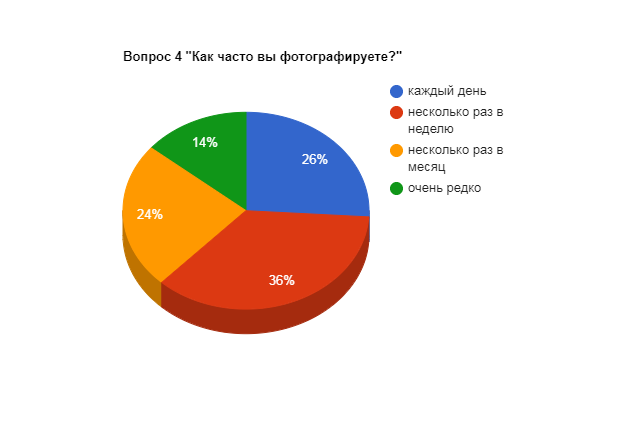 Вопрос 4 "Как часто вы фотографируете?"
каждый день
несколько раз в
неделю
несколько раз в
месяц
очень редко
14%
26%
24%
36%